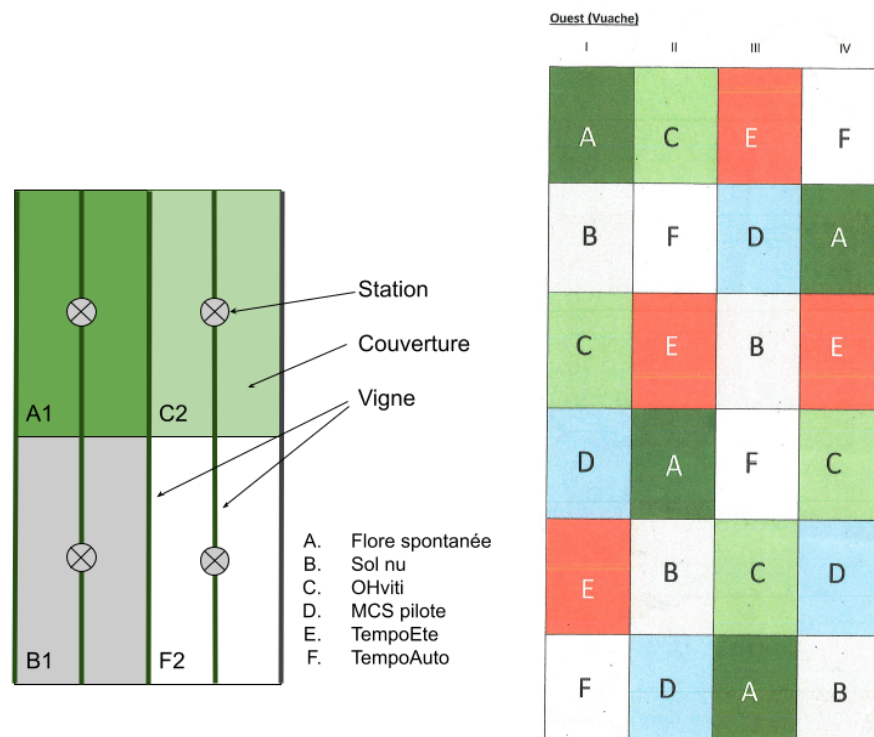 Station
Couverture
Vigne
A1
C2
B1
F2
A. Flore spontanée
B. Sol nu
C. OHviti
D. MCS pilote
E. TempoEte
F. TempoAuto
Ouest (Vuache)
I II III IV
A C E F
B F D A
C E B E
D A F C
E B C D
F D A B